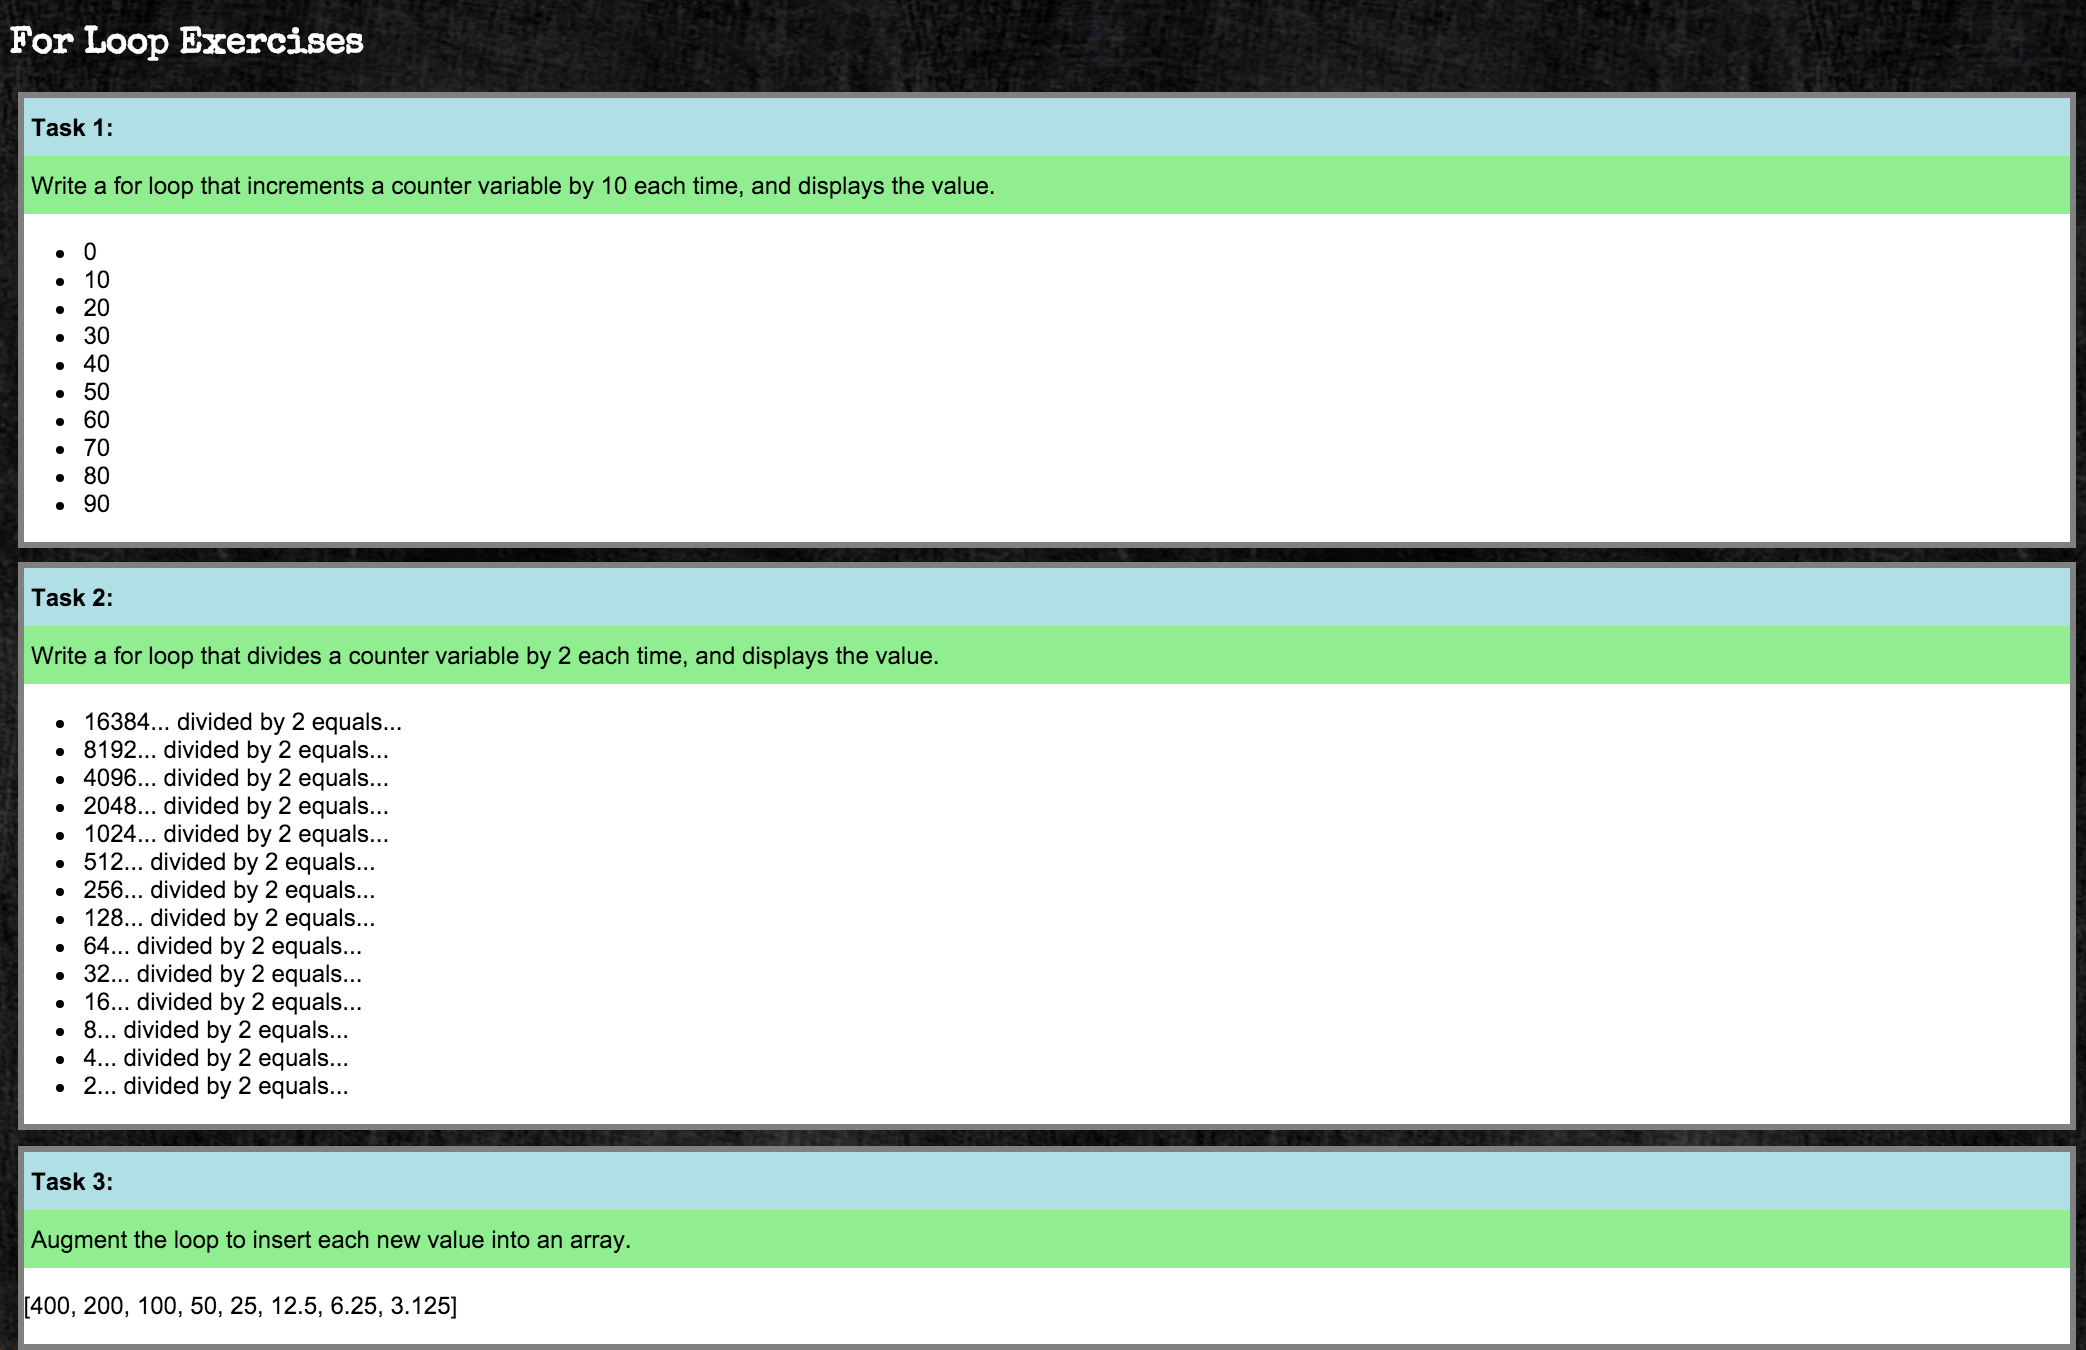 For Loop Exercises
Task 1:
Write a for loop that increments a counter variable by 10 each time, and displays the value.
• 0
• 10
• 20
• 30
• 40
• 50
• 60
• 70
• 80
• 90
Task 2:
Write a for loop that divides a counter variable by 2 each time, and displays the value.
• 16384... divided by 2 equals...
• 8192... divided by 2 equals...
• 4096... divided by 2 equals...
• 2048... divided by 2 equals...
• 1024... divided by 2 equals...
• 512... divided by 2 equals...
• 256... divided by 2 equals...
• 128... divided by 2 equals...
• 64... divided by 2 equals...
• 32... divided by 2 equals...
• 16... divided by 2 equals...
• 8... divided by 2 equals...
• 4... divided by 2 equals...
• 2... divided by 2 equals...
Task 3:
Augment the loop to insert each new value into an array.
[400, 200, 100, 50, 25, 12.5, 6.25, 3.125]